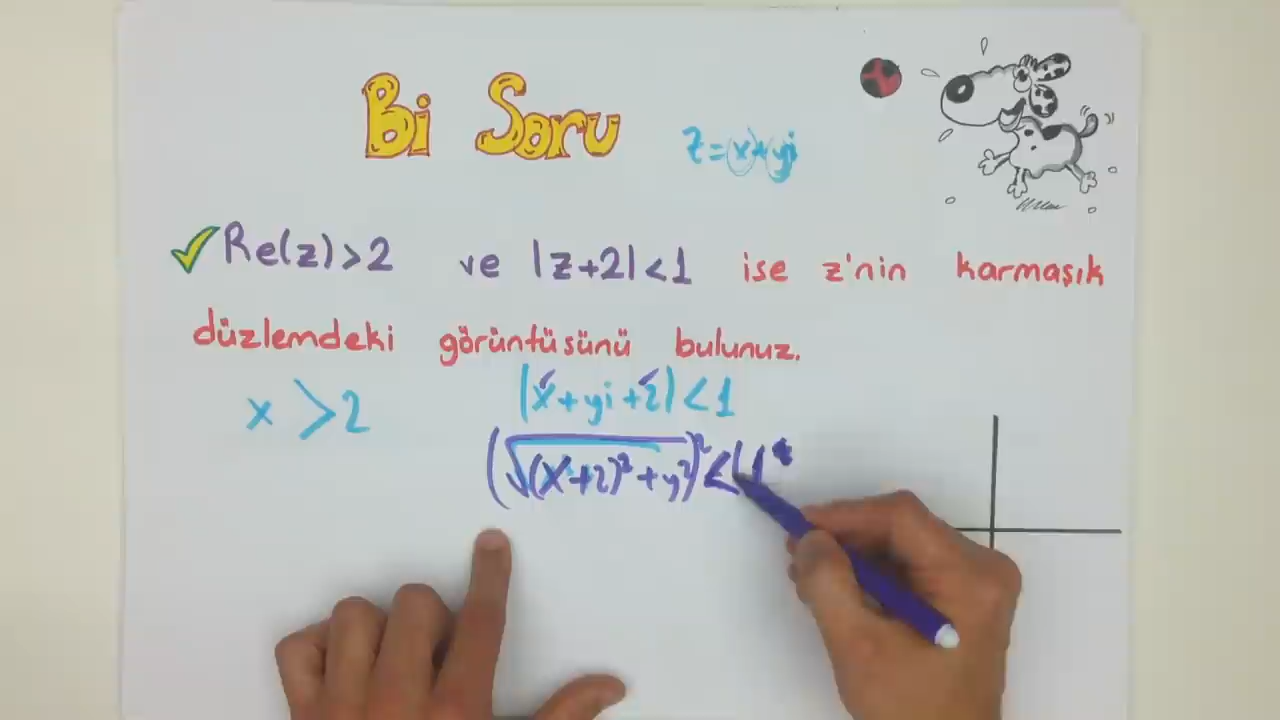 Bi Soru
z=x+yi
Re(z)>2 ve |z+2|<1 ise z'nin karmaşık
düzlemdeki görüntüsünü bulunuz.
x > 2
|x+yi+2|<1
(√(x+2)²+y²)²<(1